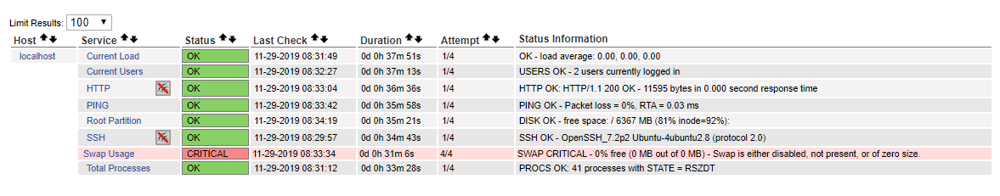 Limit Results: 100
Host Service Status Last Check Duration Attempt Status Information
localhost Current Load OK 11-29-2019 08:31:49 0d 0h 37m 51s 1/4 OK - load average: 0.00, 0.00, 0.00
Current Users OK 11-29-2019 08:32:27 0d 0h 37m 13s 1/4 USERS OK - 2 users currently logged in
HTTP OK 11-29-2019 08:33:04 0d 0h 36m 36s 1/4 HTTP OK: HTTP/1.1 200 OK - 11595 bytes in 0.000 second response time
PING OK 11-29-2019 08:33:42 0d 0h 35m 58s 1/4 PING OK - Packet loss = 0%, RTA = 0.03 ms
Root Partition OK 11-29-2019 08:34:19 0d 0h 35m 21s 1/4 DISK OK - free space: / 6367 MB (81% inode=92%):
SSH OK 11-29-2019 08:29:57 0d 0h 34m 43s 1/4 SSH OK - OpenSSH_7.2p2 Ubuntu-4ubuntu2.8 (protocol 2.0)
Swap Usage CRITICAL 11-29-2019 08:33:34 0d 0h 31m 6s 4/4 SWAP CRITICAL - 0% free (0 MB out of 0 MB) - Swap is either disabled, not present, or of zero size.
Total Processes OK 11-29-2019 08:31:12 0d 0h 33m 28s 1/4 PROCS OK: 41 processes with STATE = RSZDT